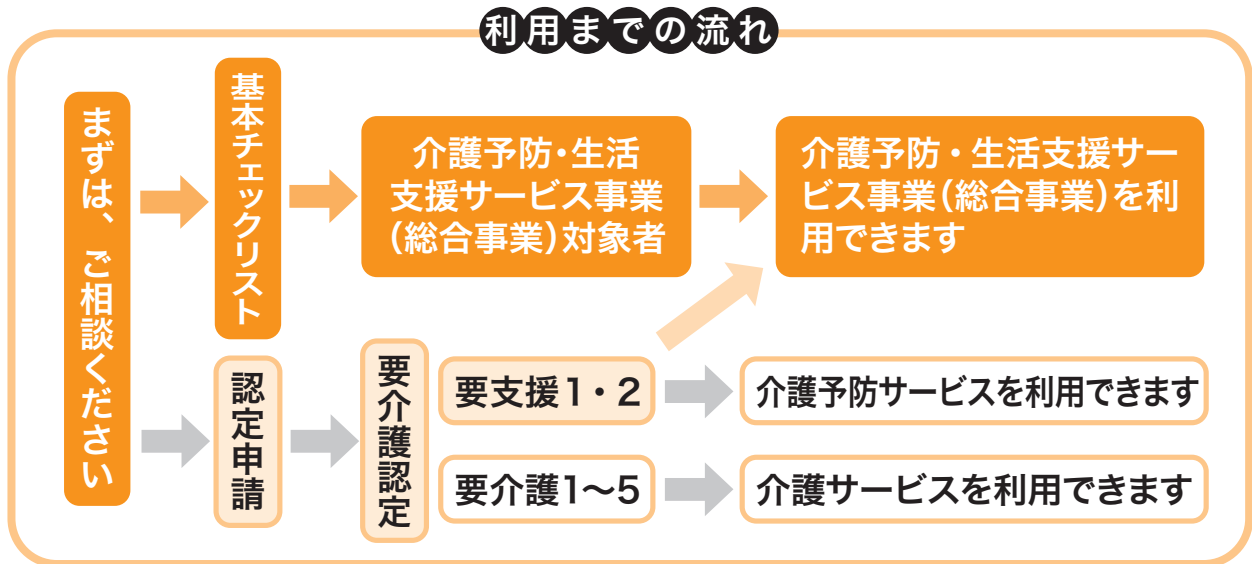 利用までの流れ
まずは、ご相談ください
基本チェックリスト
介護予防・生活
支援サービス事業
(総合事業)対象者
介護予防・生活支援サー
ビス事業(総合事業)を利
用できます
認定申請
要介護認定
要支援1・2
介護予防サービスを利用できます
要介護1〜5
介護サービスを利用できます